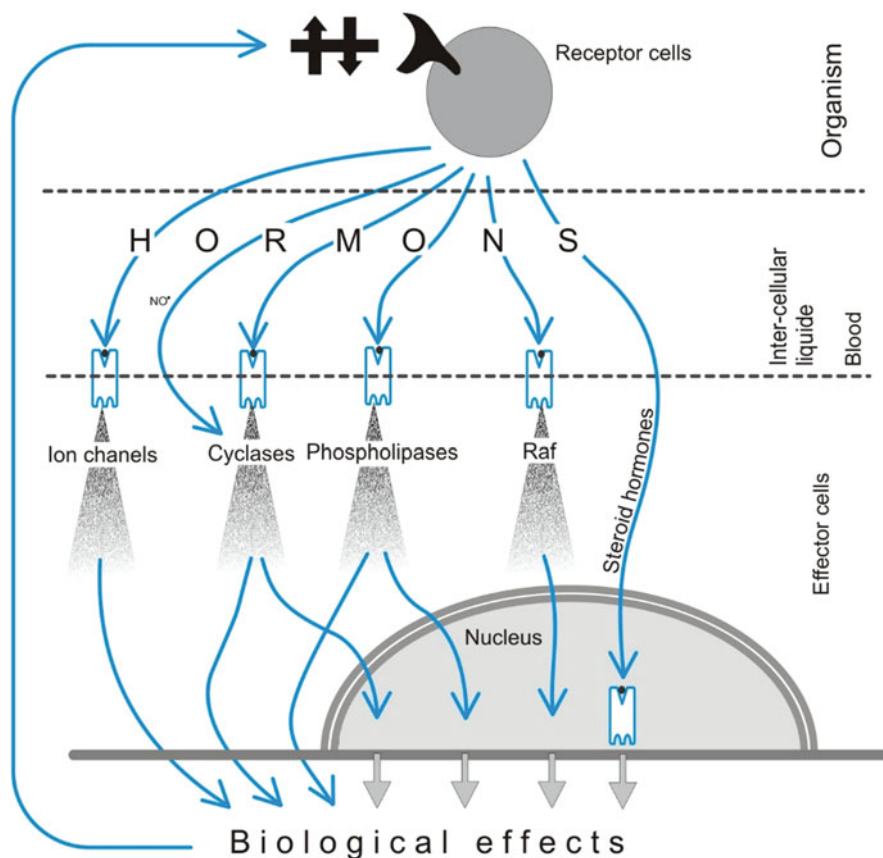 Receptor cells
Organism
H O R M O N S
NO•
Inter-cellular
liquide
Blood
Ion chanels
Cyclases
Phospholipases
Raf
Steroid hormones
Effector cells
Nucleus
Biological effects